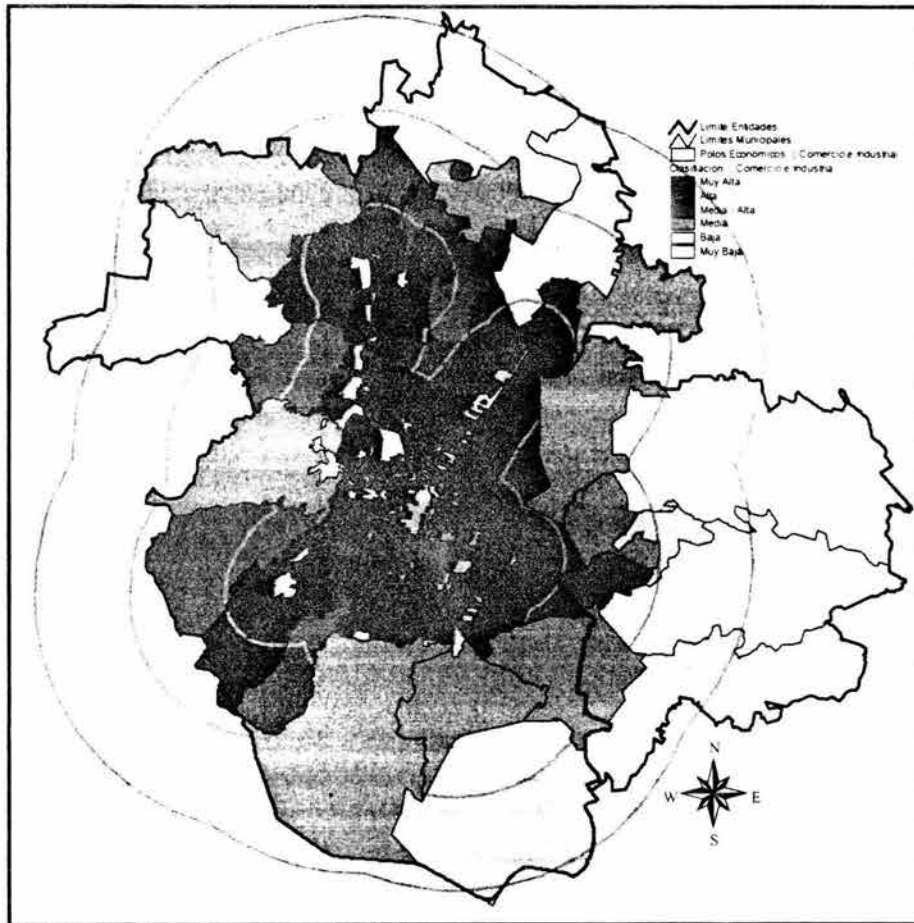 Limite Entidades
Limites Municipales
Polos Economicos ( Comercio e Industria)
Clasificacion ( Comercio e Industria
Muy Alta
Alta
Media - Alta
Media
Baja
Muy Baja
N
W E
S